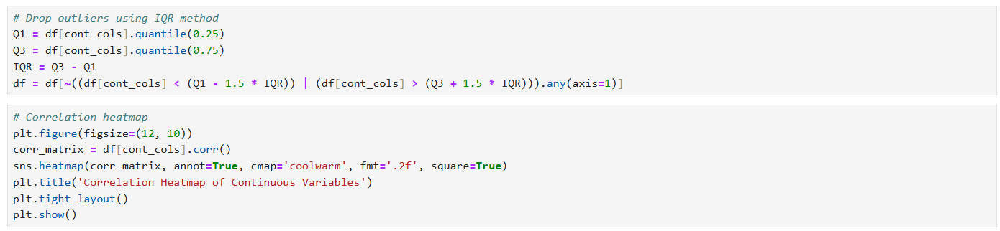 # Drop outliers using IQR method
Q1 = df[cont_cols].quantile(0.25)
Q3 = df[cont_cols].quantile(0.75)
IQR = Q3 - Q1
df = df[~((df[cont_cols] < (Q1 - 1.5 * IQR)) | (df[cont_cols] > (Q3 + 1.5 * IQR))).any(axis=1)]
# Correlation heatmap
plt.figure(figsize=(12, 10))
corr_matrix = df[cont_cols].corr()
sns.heatmap(corr_matrix, annot=True, cmap='coolwarm', fmt='.2f', square=True)
plt.title('Correlation Heatmap of Continuous Variables')
plt.tight_layout()
plt.show()